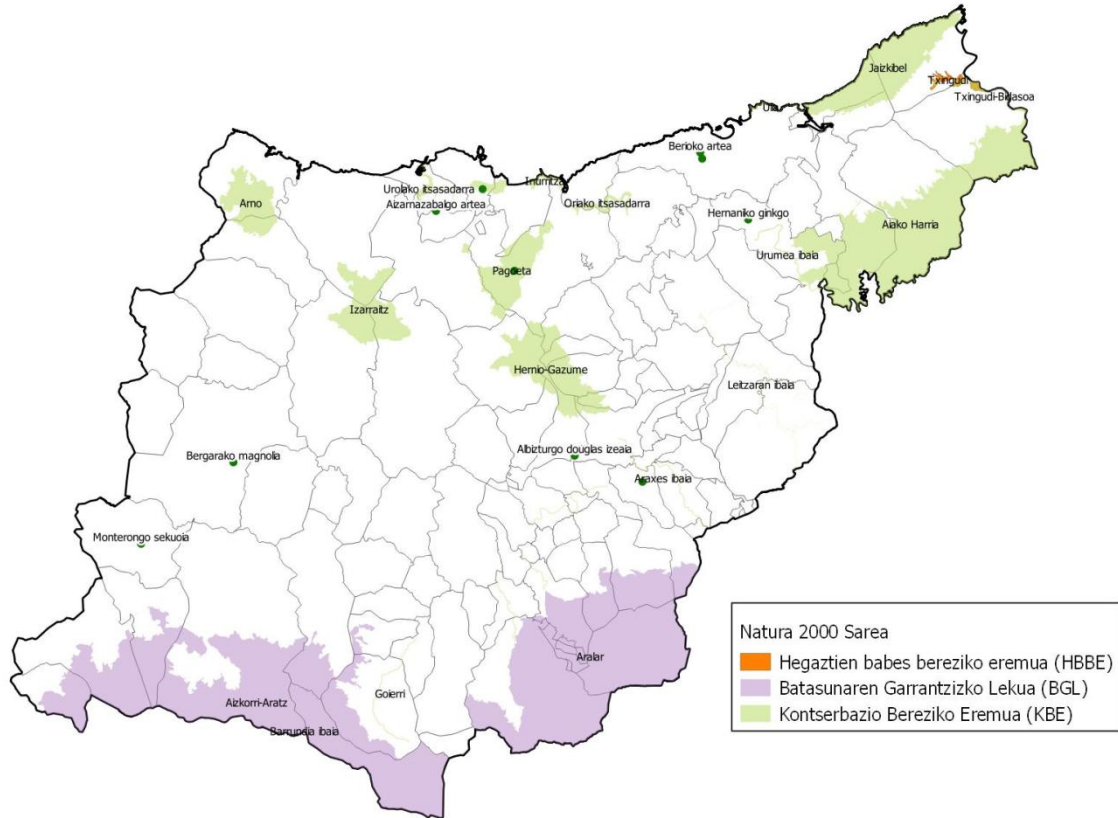 Jaizkibel
Txingudi
Txingudi-Bidasoa
Ulia
Berioko artea
Inurritza
Urolako itsasadarra
Aizarnazabalgo artea
Oriako itsasadarra
Arno
Hernaniko ginkgo
Aiako Harria
Urumea ibaia
Pagoeta
Izarraitz
Hernio-Gazume
Leitzaran ibaia
Bergarako magnolia
Albizturgo douglas izeaia
Araxes ibaia
Monterongo sekuoia
Aralar
Goierri
Aizkorri-Aratz
Barrundia ibaia
Natura 2000 Sarea
Hegaztien babes bereziko eremua (HBBE)
Batasunaren Garrantzizko Lekua (BGL)
Kontserbazio Bereziko Eremua (KBE)